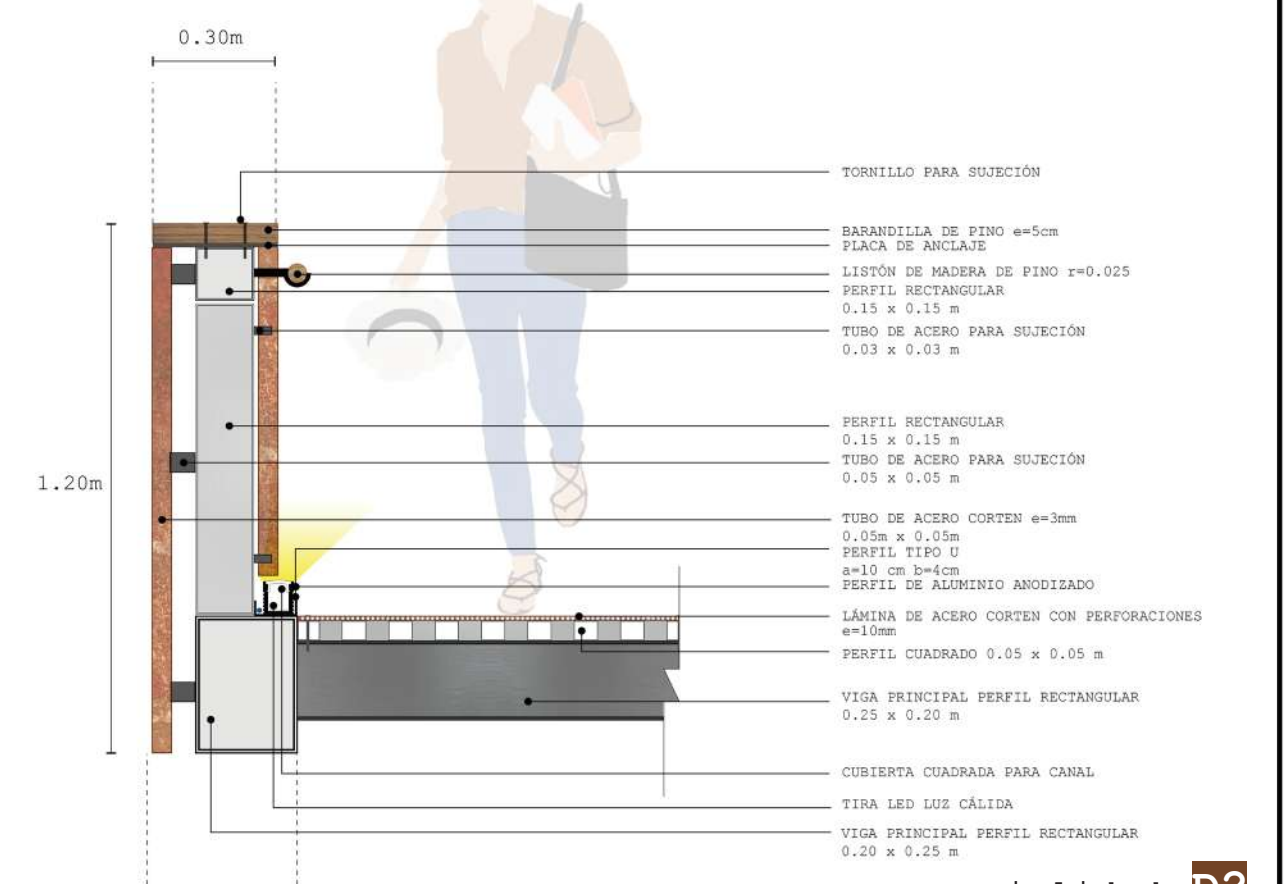 0.30m
TORNILLO PARA SUJECIÓN
BARANDILLA DE PINO e=5cm
PLACA DE ANCLAJE
LISTÓN DE MADERA DE PINO r=0.025
PERFIL RECTANGULAR
0.15 x 0.15 m
TUBO DE ACERO PARA SUJECIÓN
0.03 x 0.03 m
PERFIL RECTANGULAR
0.15 x 0.15 m
TUBO DE ACERO PARA SUJECIÓN
0.05 x 0.05 m
1.20m
TUBO DE ACERO CORTEN e=3mm
0.05m x 0.05m
PERFIL TIPO U
a=10 cm b=4cm
PERFIL DE ALUMINIO ANODIZADO
LÁMINA DE ACERO CORTEN CON PERFORACIONES
e=10mm
PERFIL CUADRADO 0.05 x 0.05 m
VIGA PRINCIPAL PERFIL RECTANGULAR
0.25 x 0.20 m
CUBIERTA CUADRADA PARA CANAL
TIRA LED LUZ CÁLIDA
VIGA PRINCIPAL PERFIL RECTANGULAR
0.20 x 0.25 m